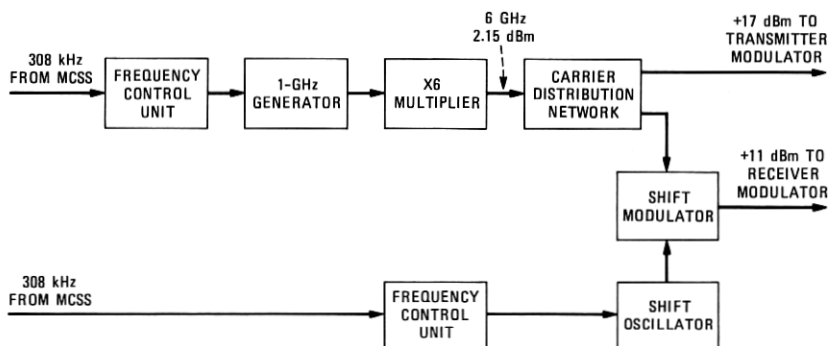 308 kHz
FROM MCSS
FREQUENCY
CONTROL
UNIT
1-GHz
GENERATOR
X6
MULTIPLIER
6 GHz
2.15 dBm
CARRIER
DISTRIBUTION
NETWORK
+17 dBm TO
TRANSMITTER
MODULATOR
+11 dBm TO
RECEIVER
MODULATOR
SHIFT
MODULATOR
308 kHz
FROM MCSS
FREQUENCY
CONTROL
UNIT
SHIFT
OSCILLATOR